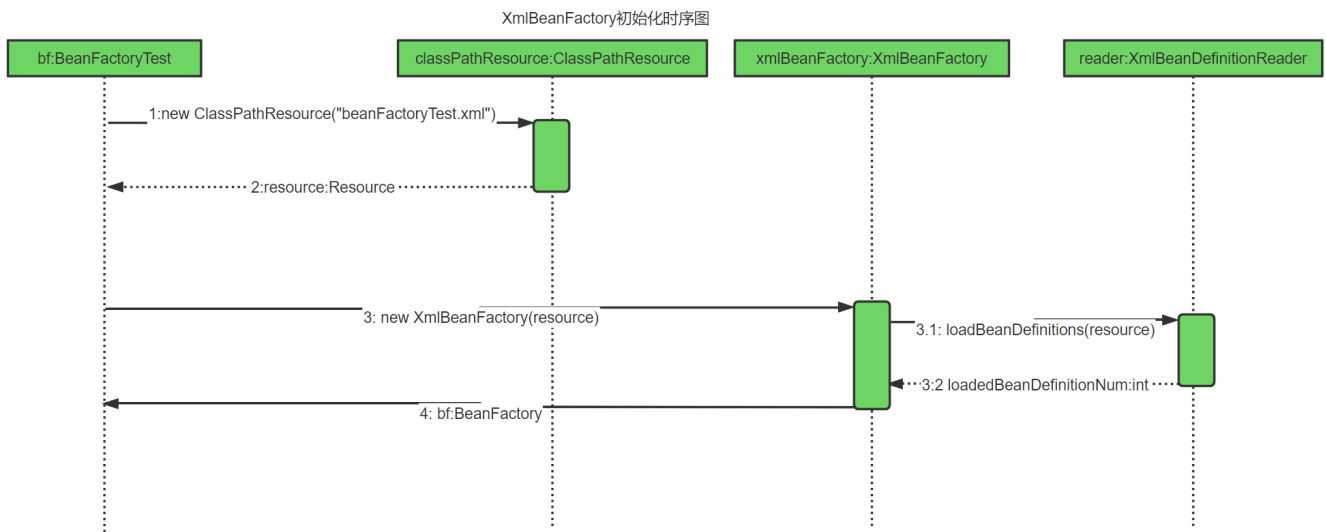 XmlBeanFactory初始化时序图
bf:BeanFactoryTest
classPathResource:ClassPathResource
xmlBeanFactory:XmlBeanFactory
reader:XmlBeanDefinitionReader
1:new ClassPathResource("beanFactoryTest.xml")
2:resource:Resource
3: new XmlBeanFactory(resource)
3.1: loadBeanDefinitions(resource)
3:2 loadedBeanDefinitionNum:int
4: bf:BeanFactory